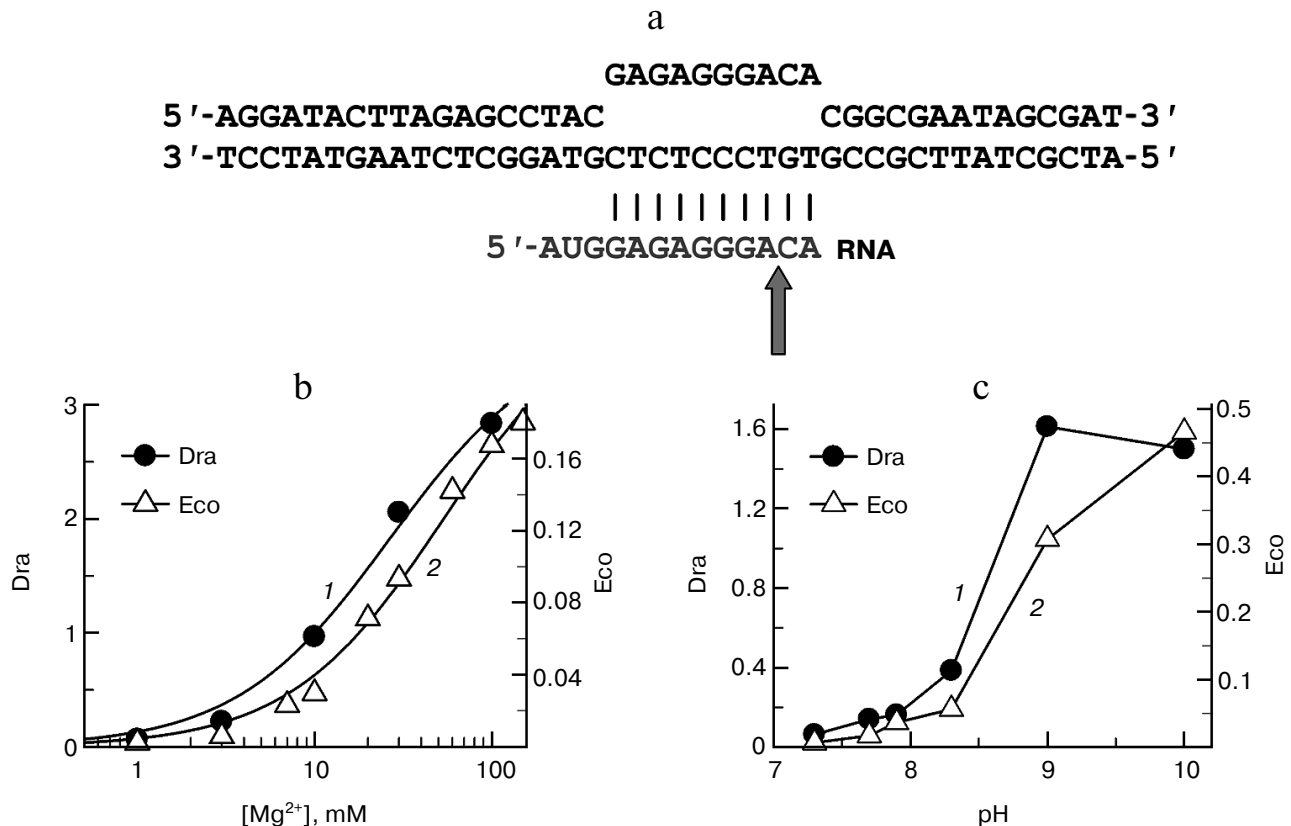 a
GAGAGGGACA
5'-AGGATACTTAGAGCCTAC CGGCGAATAGCGAT-3'
3'-TCCTATGAATCTCGGATGCTCTCCCTGTGCCGCTTATCGCTA-5'
5'-AUGGAGAGGGACA RNA
b
3
2
1
0
Dra
Dra
Eco
1
2
0.16
0.12
0.08
0.04
Eco
1 10 100
[Mg²⁺], mM
c
1.6
1.2
0.8
0.4
0
Dra
Dra
Eco
1
2
0.5
0.4
0.3
0.2
0.1
Eco
7 8 9 10
pH